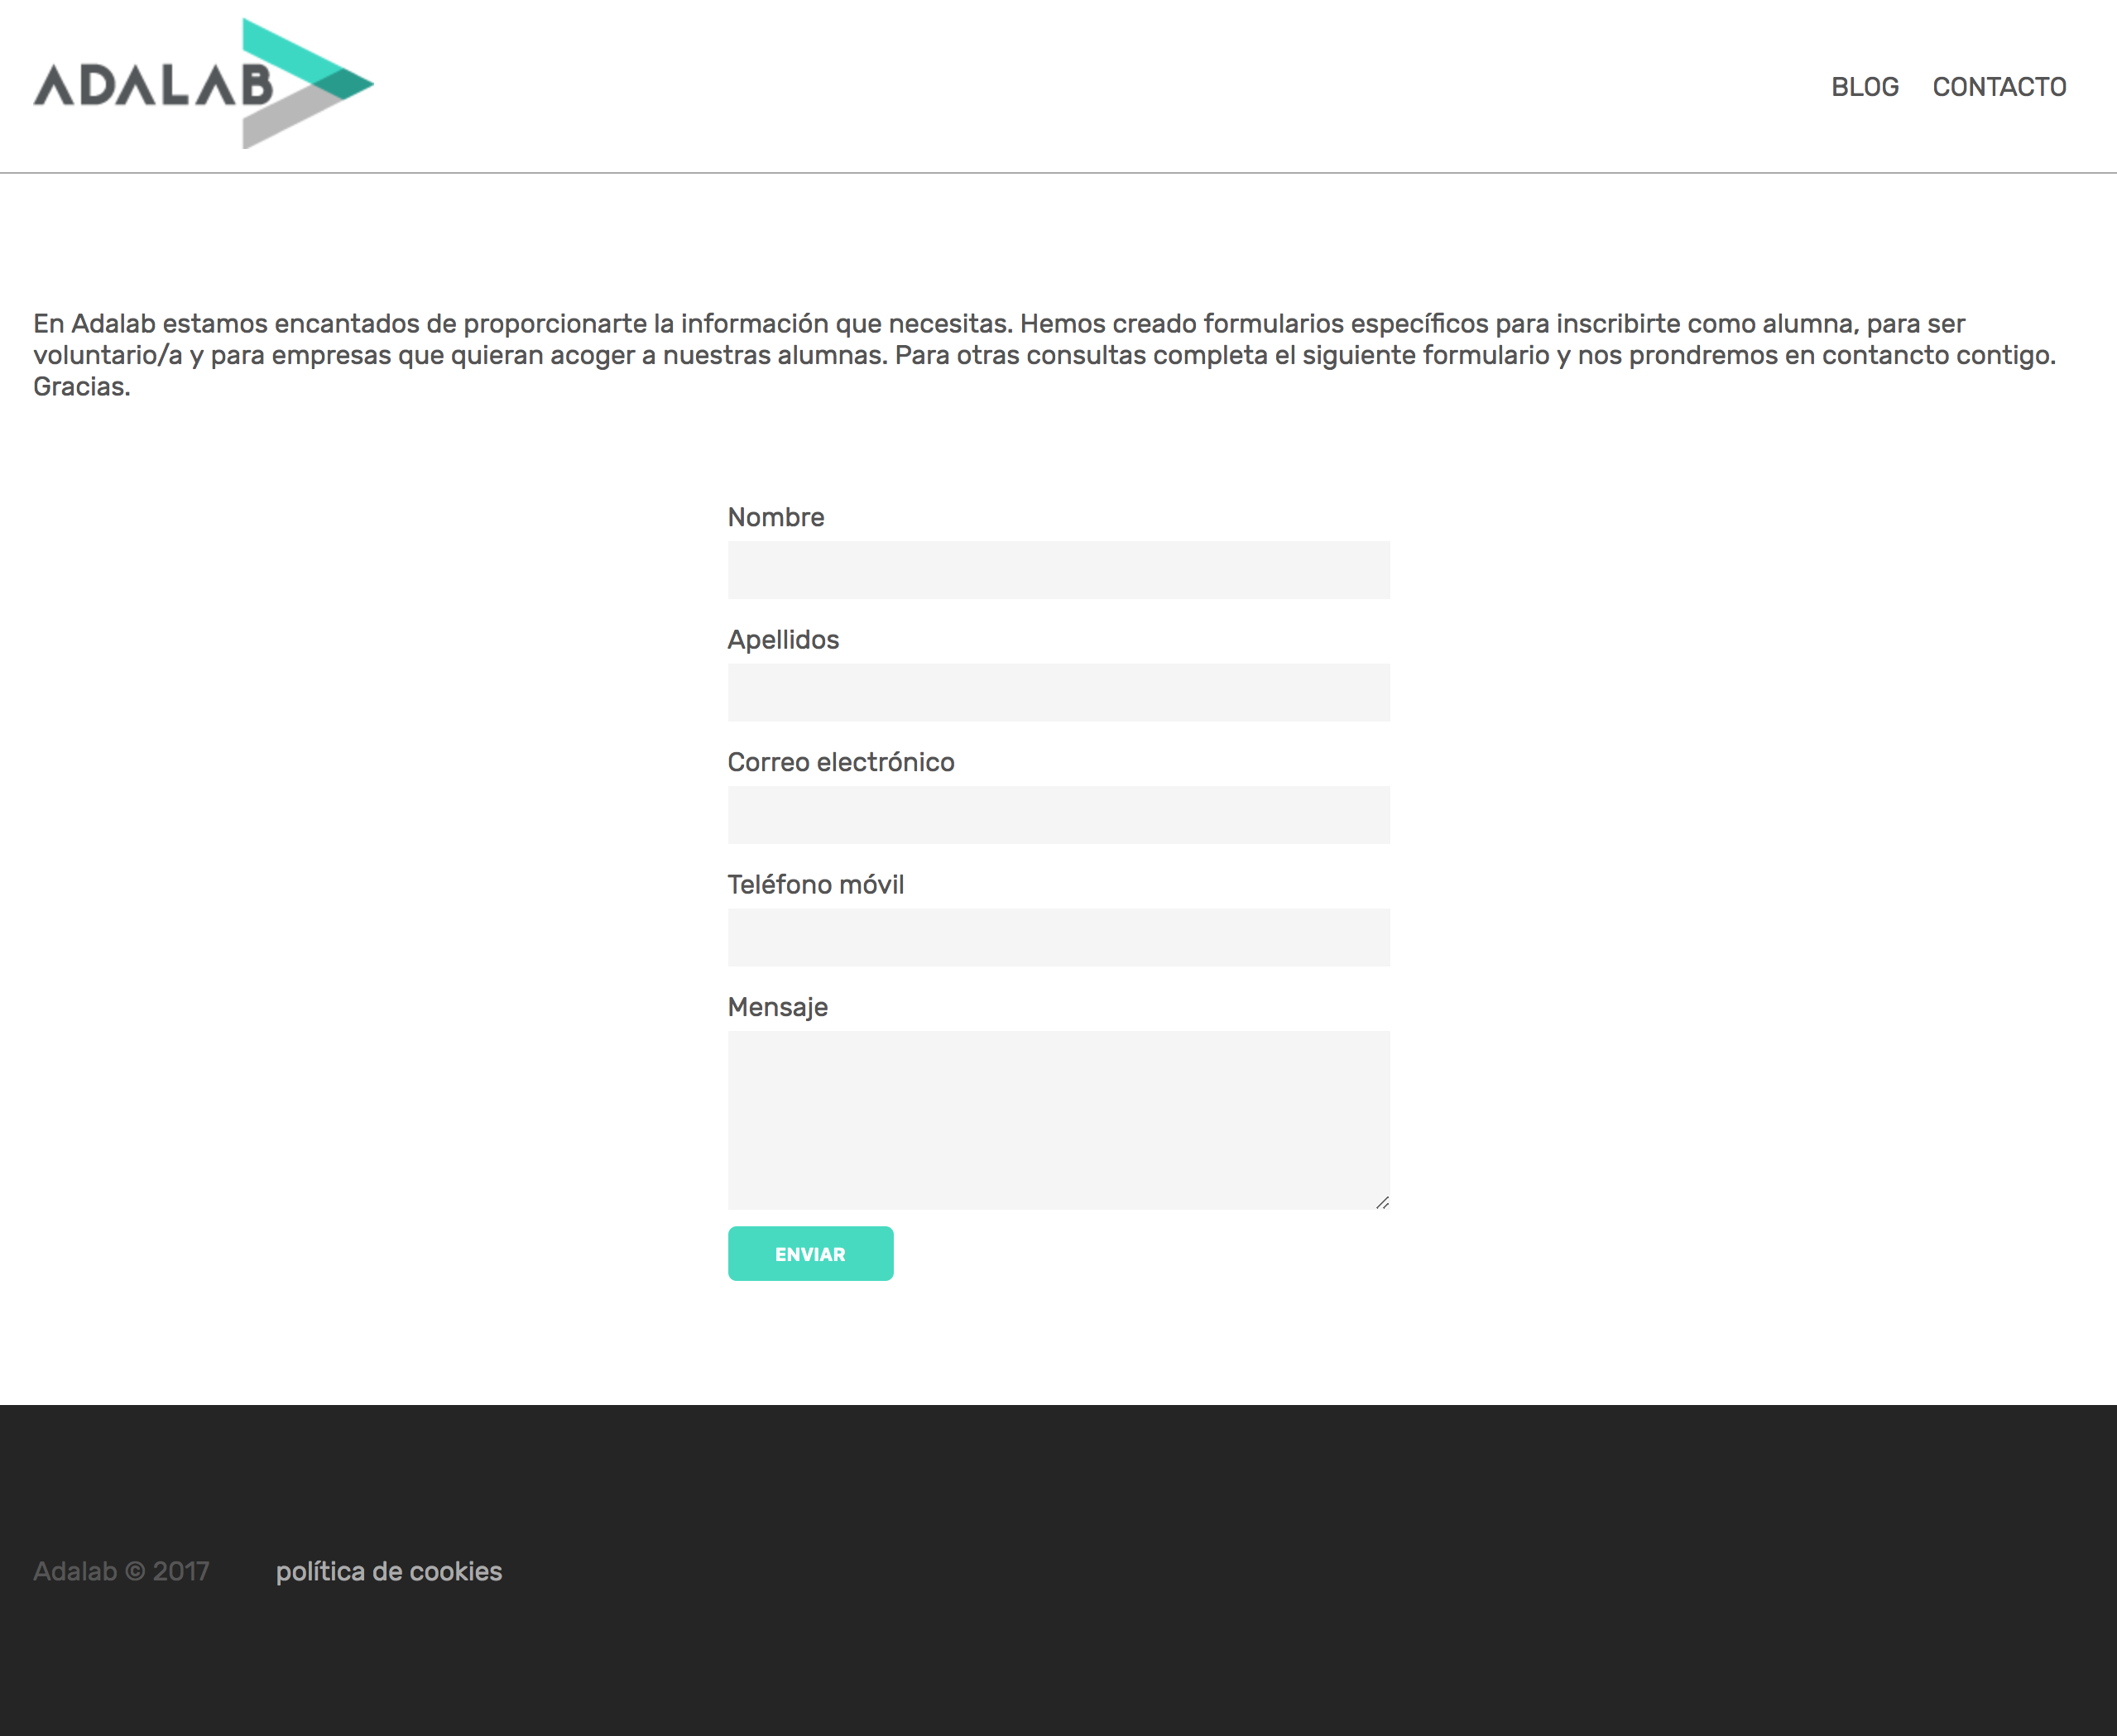 ADALAB
BLOG CONTACTO
En Adalab estamos encantados de proporcionarte la información que necesitas. Hemos creado formularios específicos para inscribirte como alumna, para ser
voluntario/a y para empresas que quieran acoger a nuestras alumnas. Para otras consultas completa el siguiente formulario y nos prondremos en contancto contigo.
Gracias.
Nombre
Apellidos
Correo electrónico
Teléfono móvil
Mensaje
ENVIAR
Adalab © 2017 política de cookies